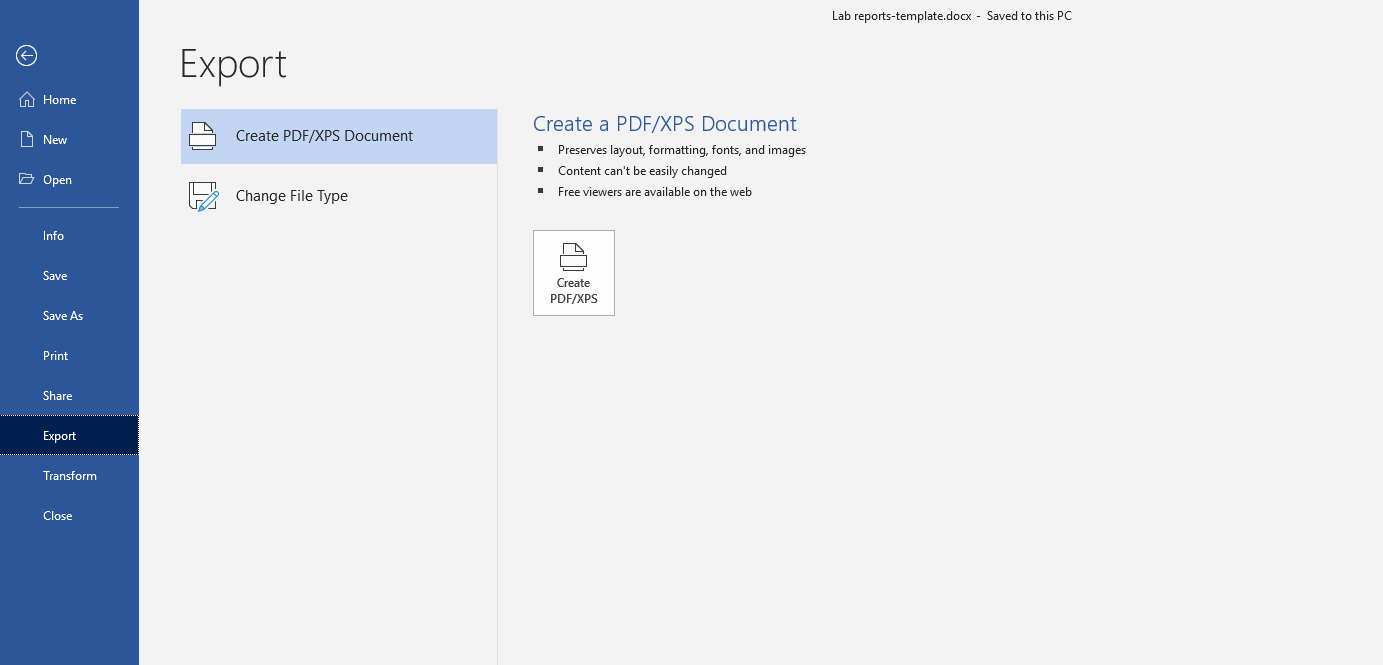 Lab reports-template.docx - Saved to this PC
Home
New
Open
Info
Save
Save As
Print
Share
Export
Transform
Close
Export
Create PDF/XPS Document
Change File Type
Create a PDF/XPS Document
Preserves layout, formatting, fonts, and images
Content can't be easily changed
Free viewers are available on the web
Create
PDF/XPS